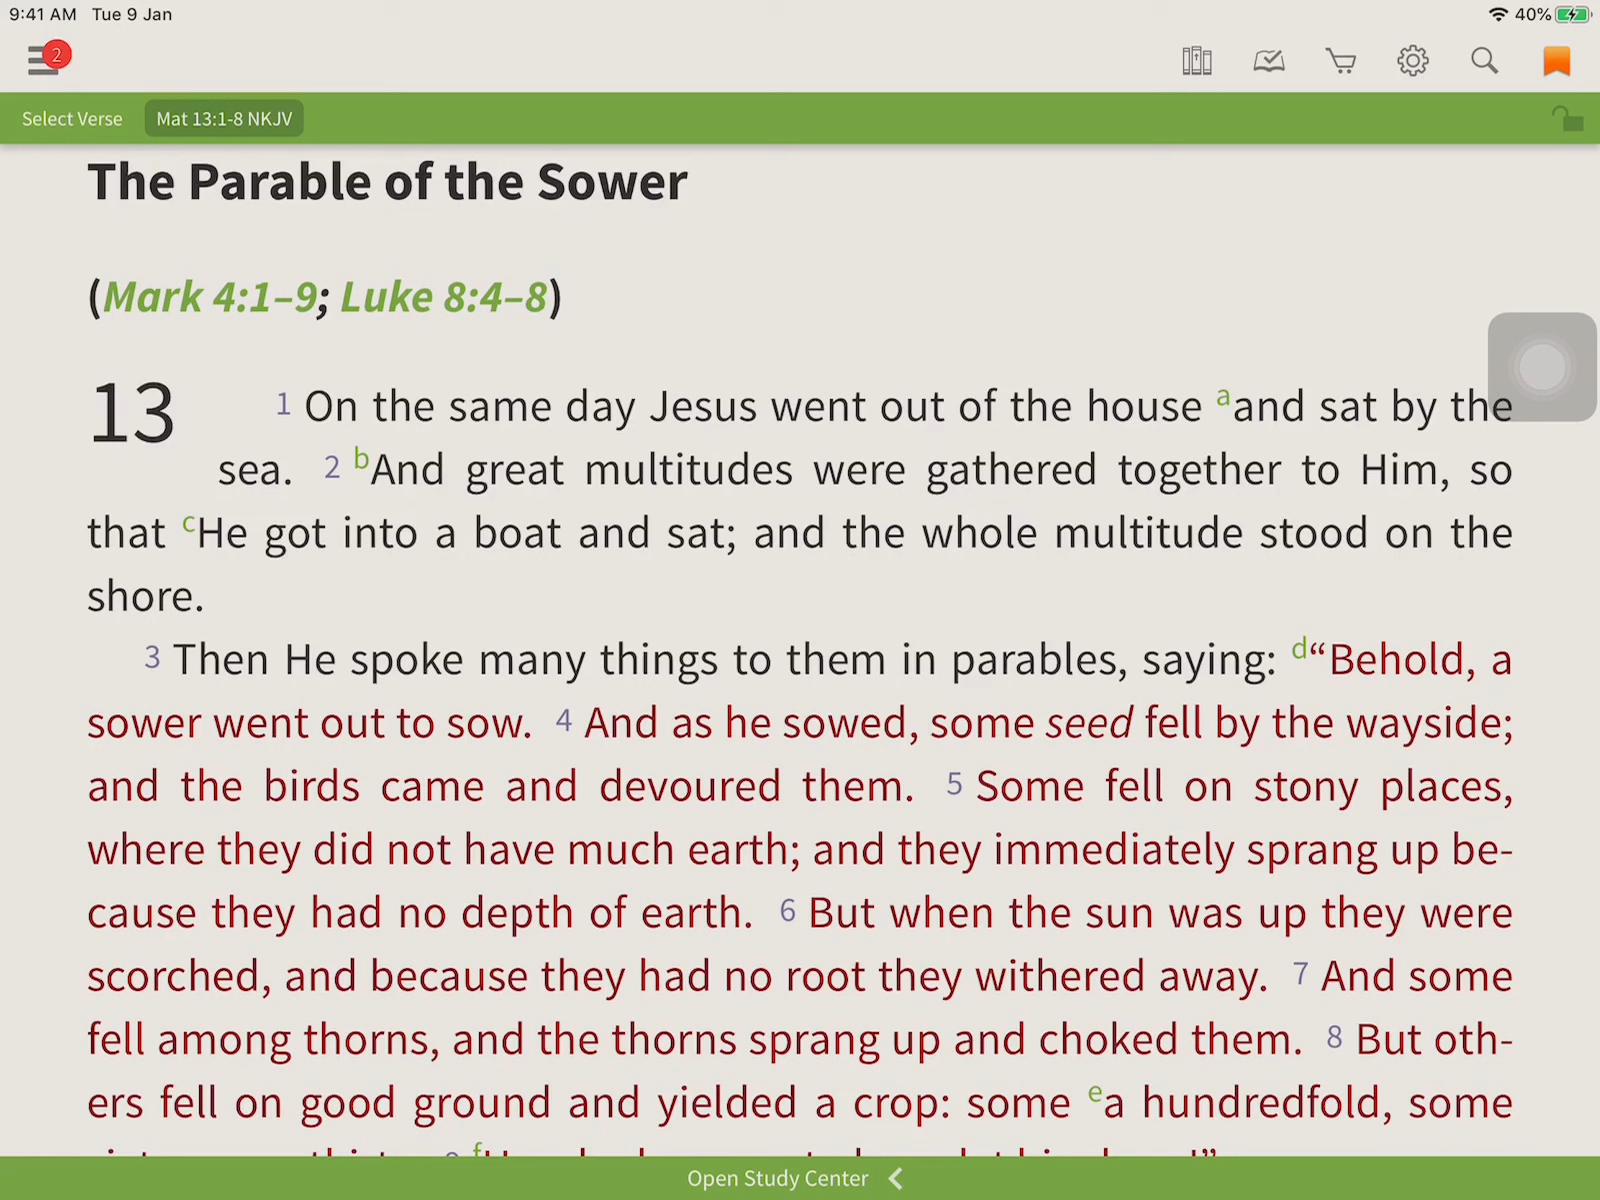 9:41 AM Tue 9 Jan
40%
2
Select Verse Mat 13:1-8 NKJV
The Parable of the Sower
(Mark 4:1–9; Luke 8:4–8)
13 1 On the same day Jesus went out of the house aand sat by the
sea. 2 bAnd great multitudes were gathered together to Him, so
that cHe got into a boat and sat; and the whole multitude stood on the
shore.
3 Then He spoke many things to them in parables, saying: d“Behold, a
sower went out to sow. 4 And as he sowed, some seed fell by the wayside;
and the birds came and devoured them. 5 Some fell on stony places,
where they did not have much earth; and they immediately sprang up be-
cause they had no depth of earth. 6 But when the sun was up they were
scorched, and because they had no root they withered away. 7 And some
fell among thorns, and the thorns sprang up and choked them. 8 But oth-
ers fell on good ground and yielded a crop: some ea hundredfold, some
Open Study Center